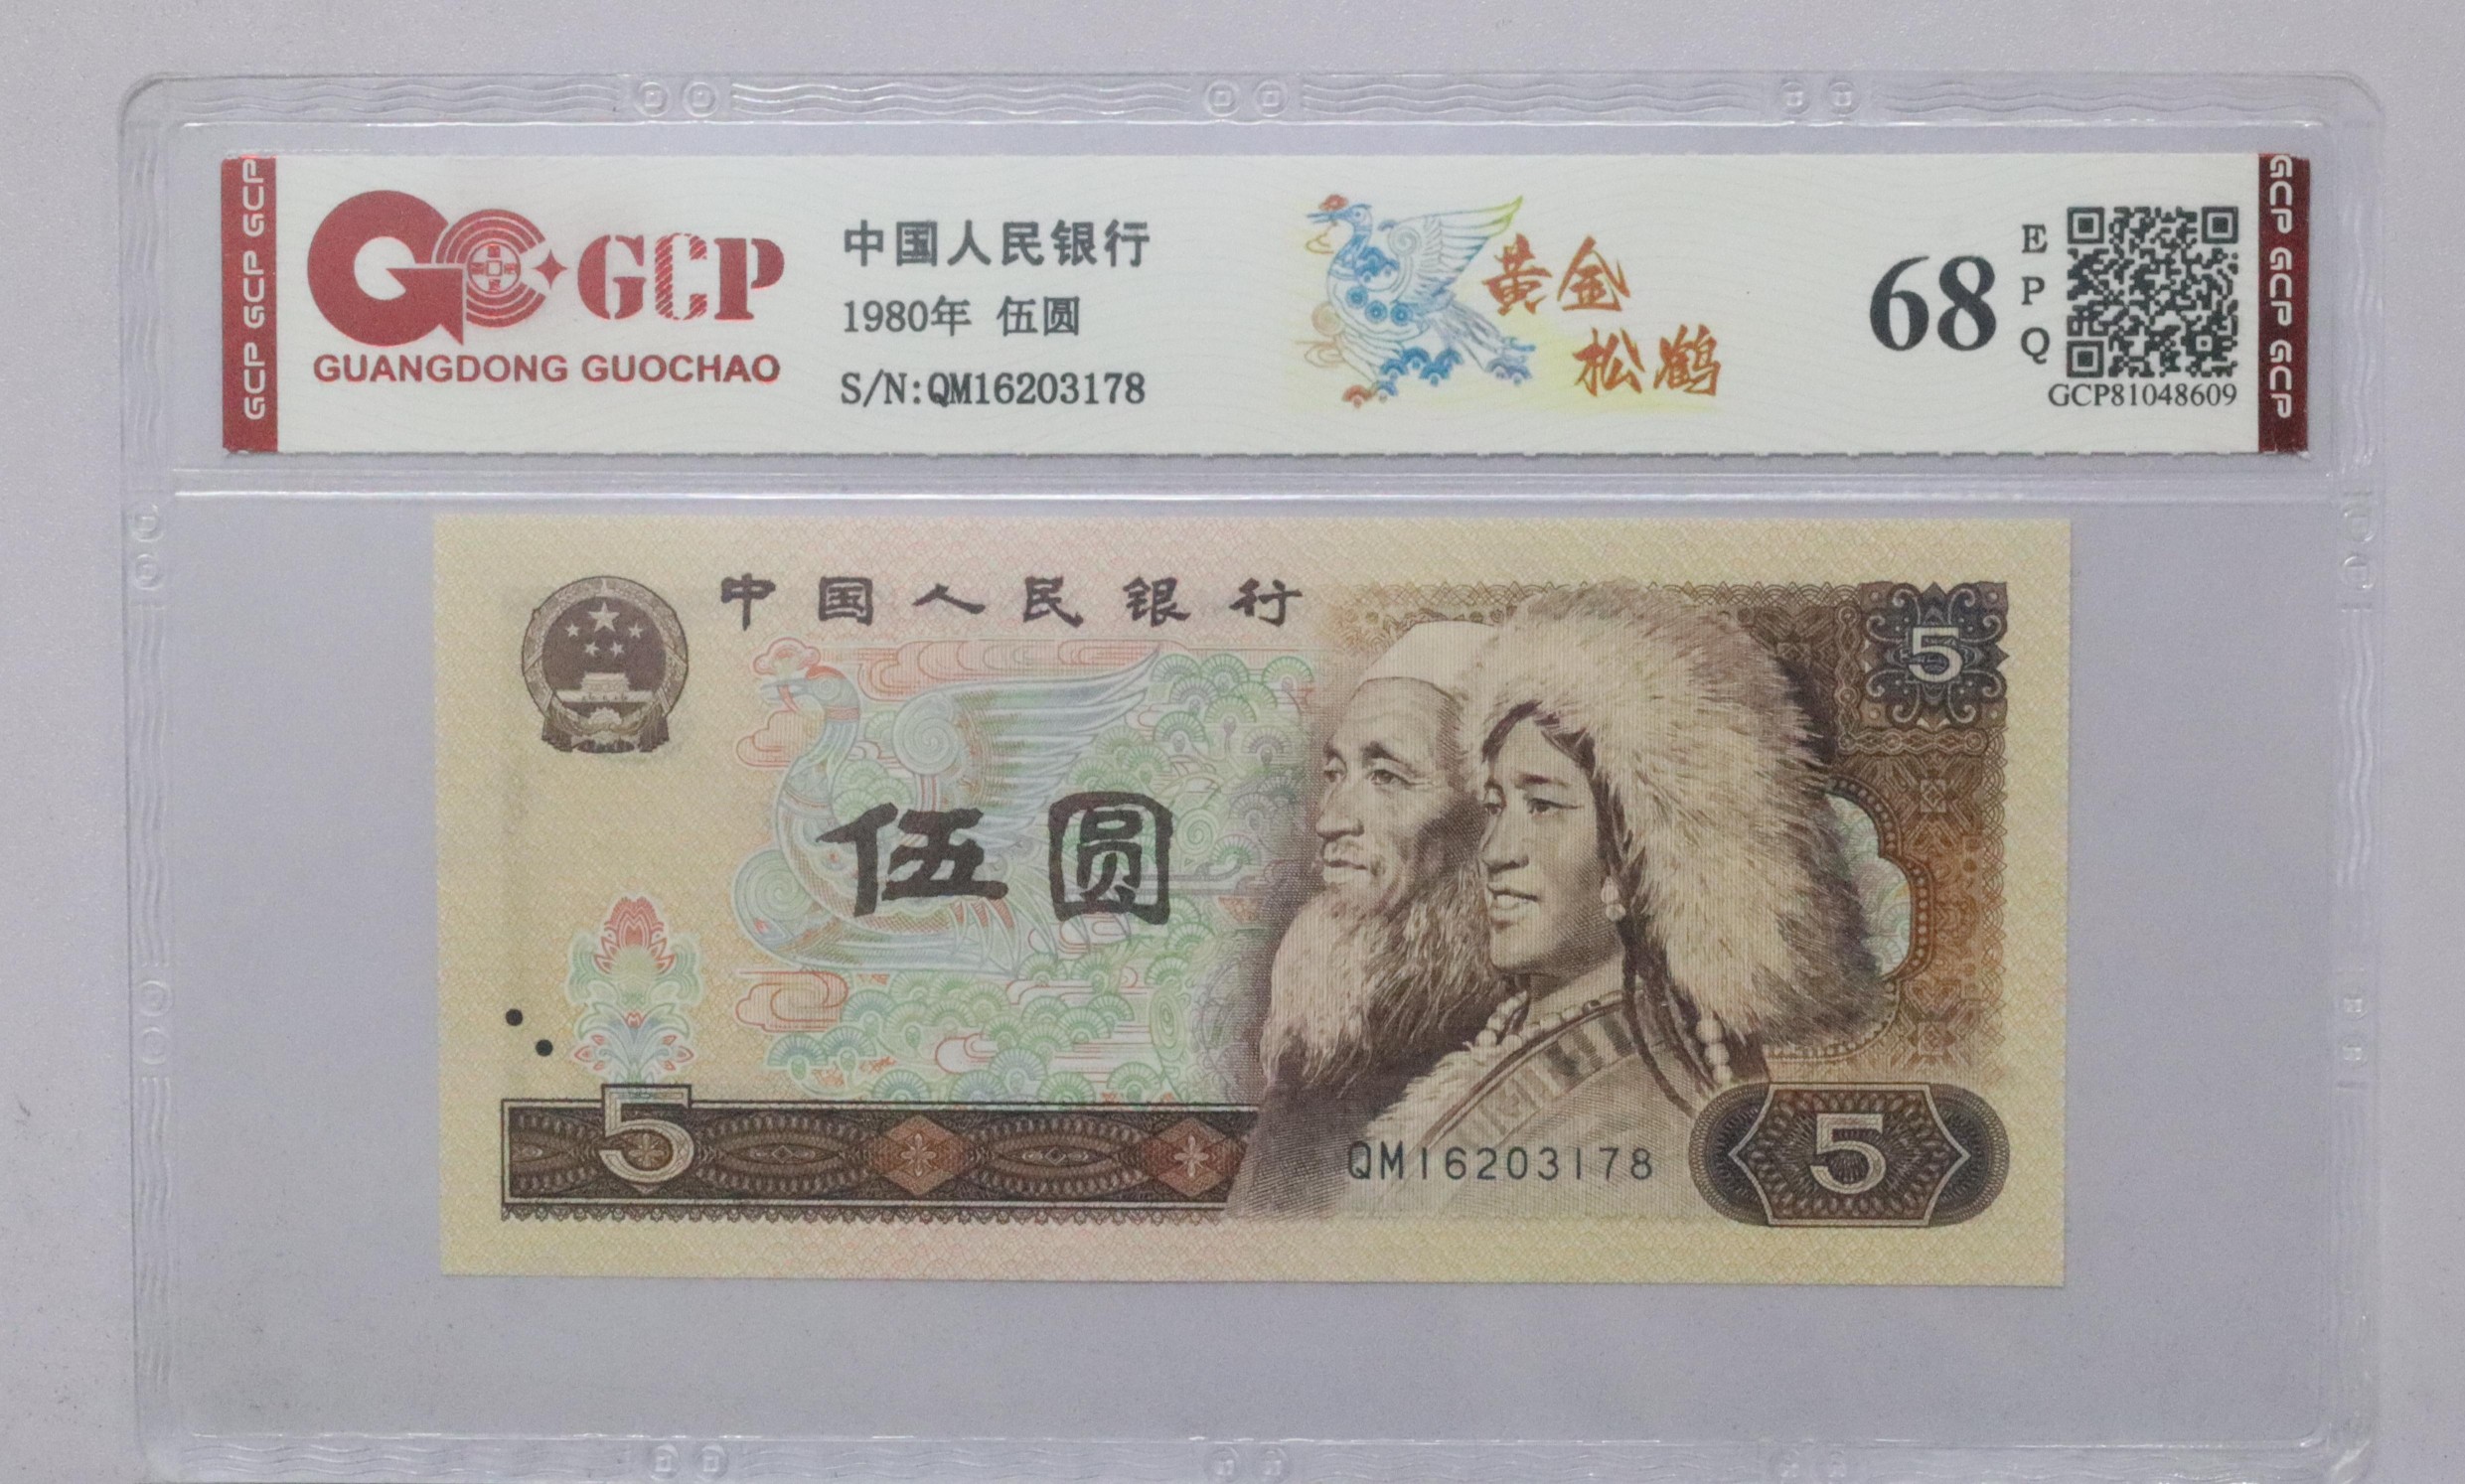 GCP GCP GCP
GCP
GUANGDONG GUOCHAO
中国人民银行
1980年 伍圆
S/N:QM16203178
黄金
松鹤
68
EPQ
GCP81048609
GCP GCP GCP
中国人民银行
5
伍圆
5
QM16203178
5